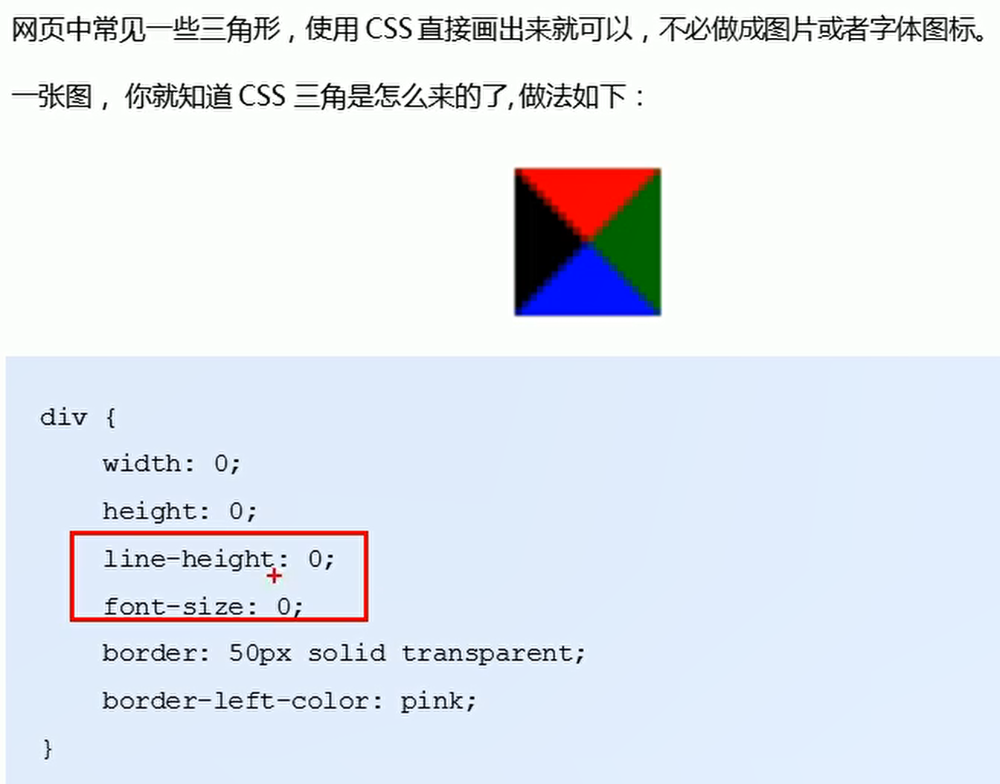 网页中常见一些三角形，使用 CSS 直接画出来就可以，不必做成图片或者字体图标。
一张图， 你就知道 CSS 三角是怎么来的了, 做法如下：
div {
    width: 0;
    height: 0;
    line-height: 0;
    font-size: 0;
    border: 50px solid transparent;
    border-left-color: pink;
}